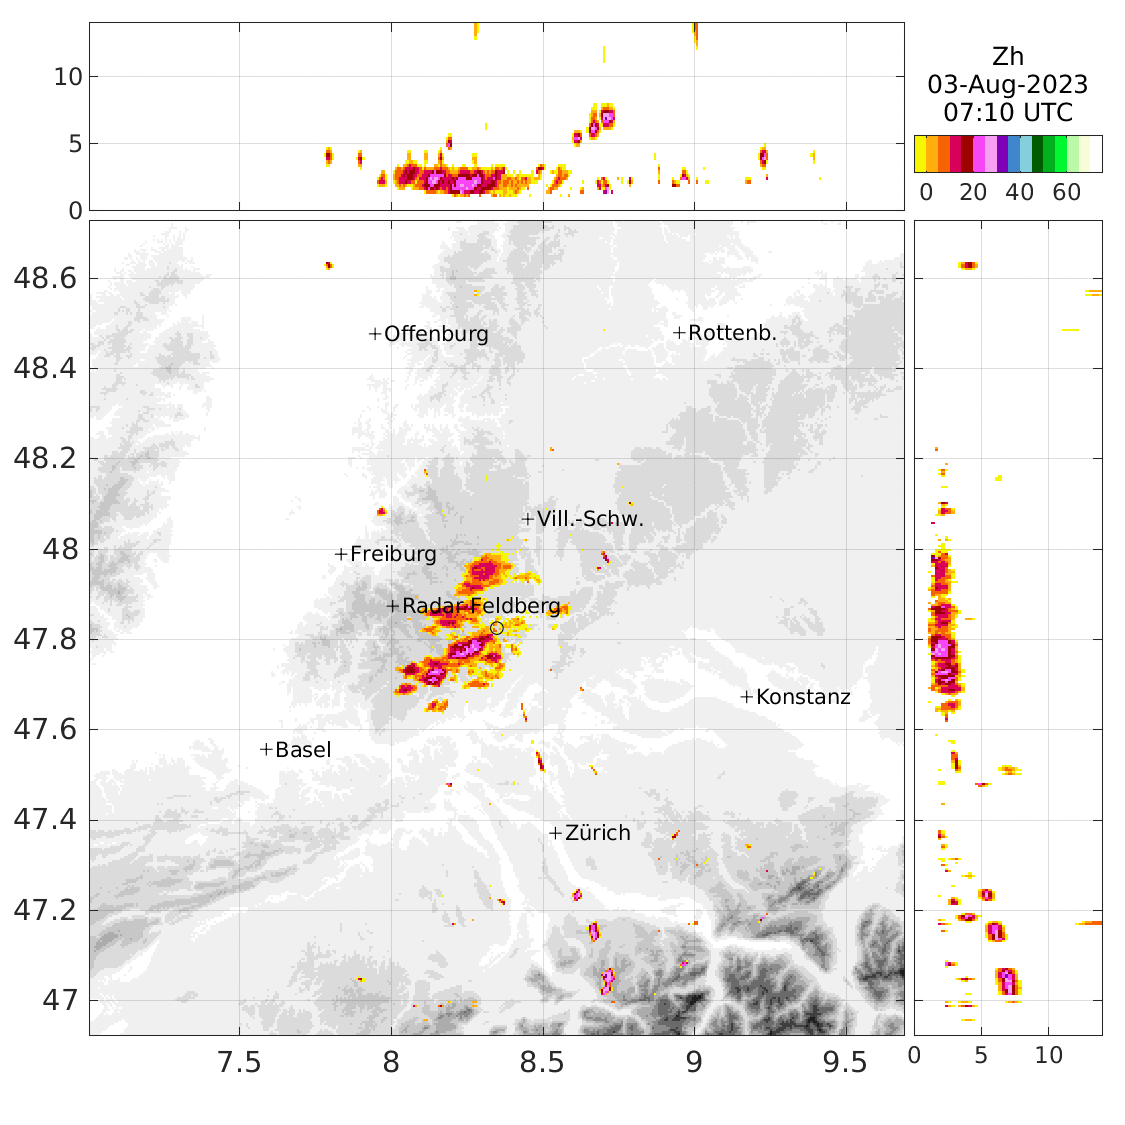 10
5
0
Zh
03-Aug-2023
07:10 UTC
0 20 40 60
48.6
48.4
48.2
48
47.8
47.6
47.4
47.2
47
+Offenburg
+Rottenb.
+Vill.-Schw.
+Freiburg
+Radar Feldberg
+Konstanz
+Basel
+Zürich
7.5 8 8.5 9 9.5
0 5 10